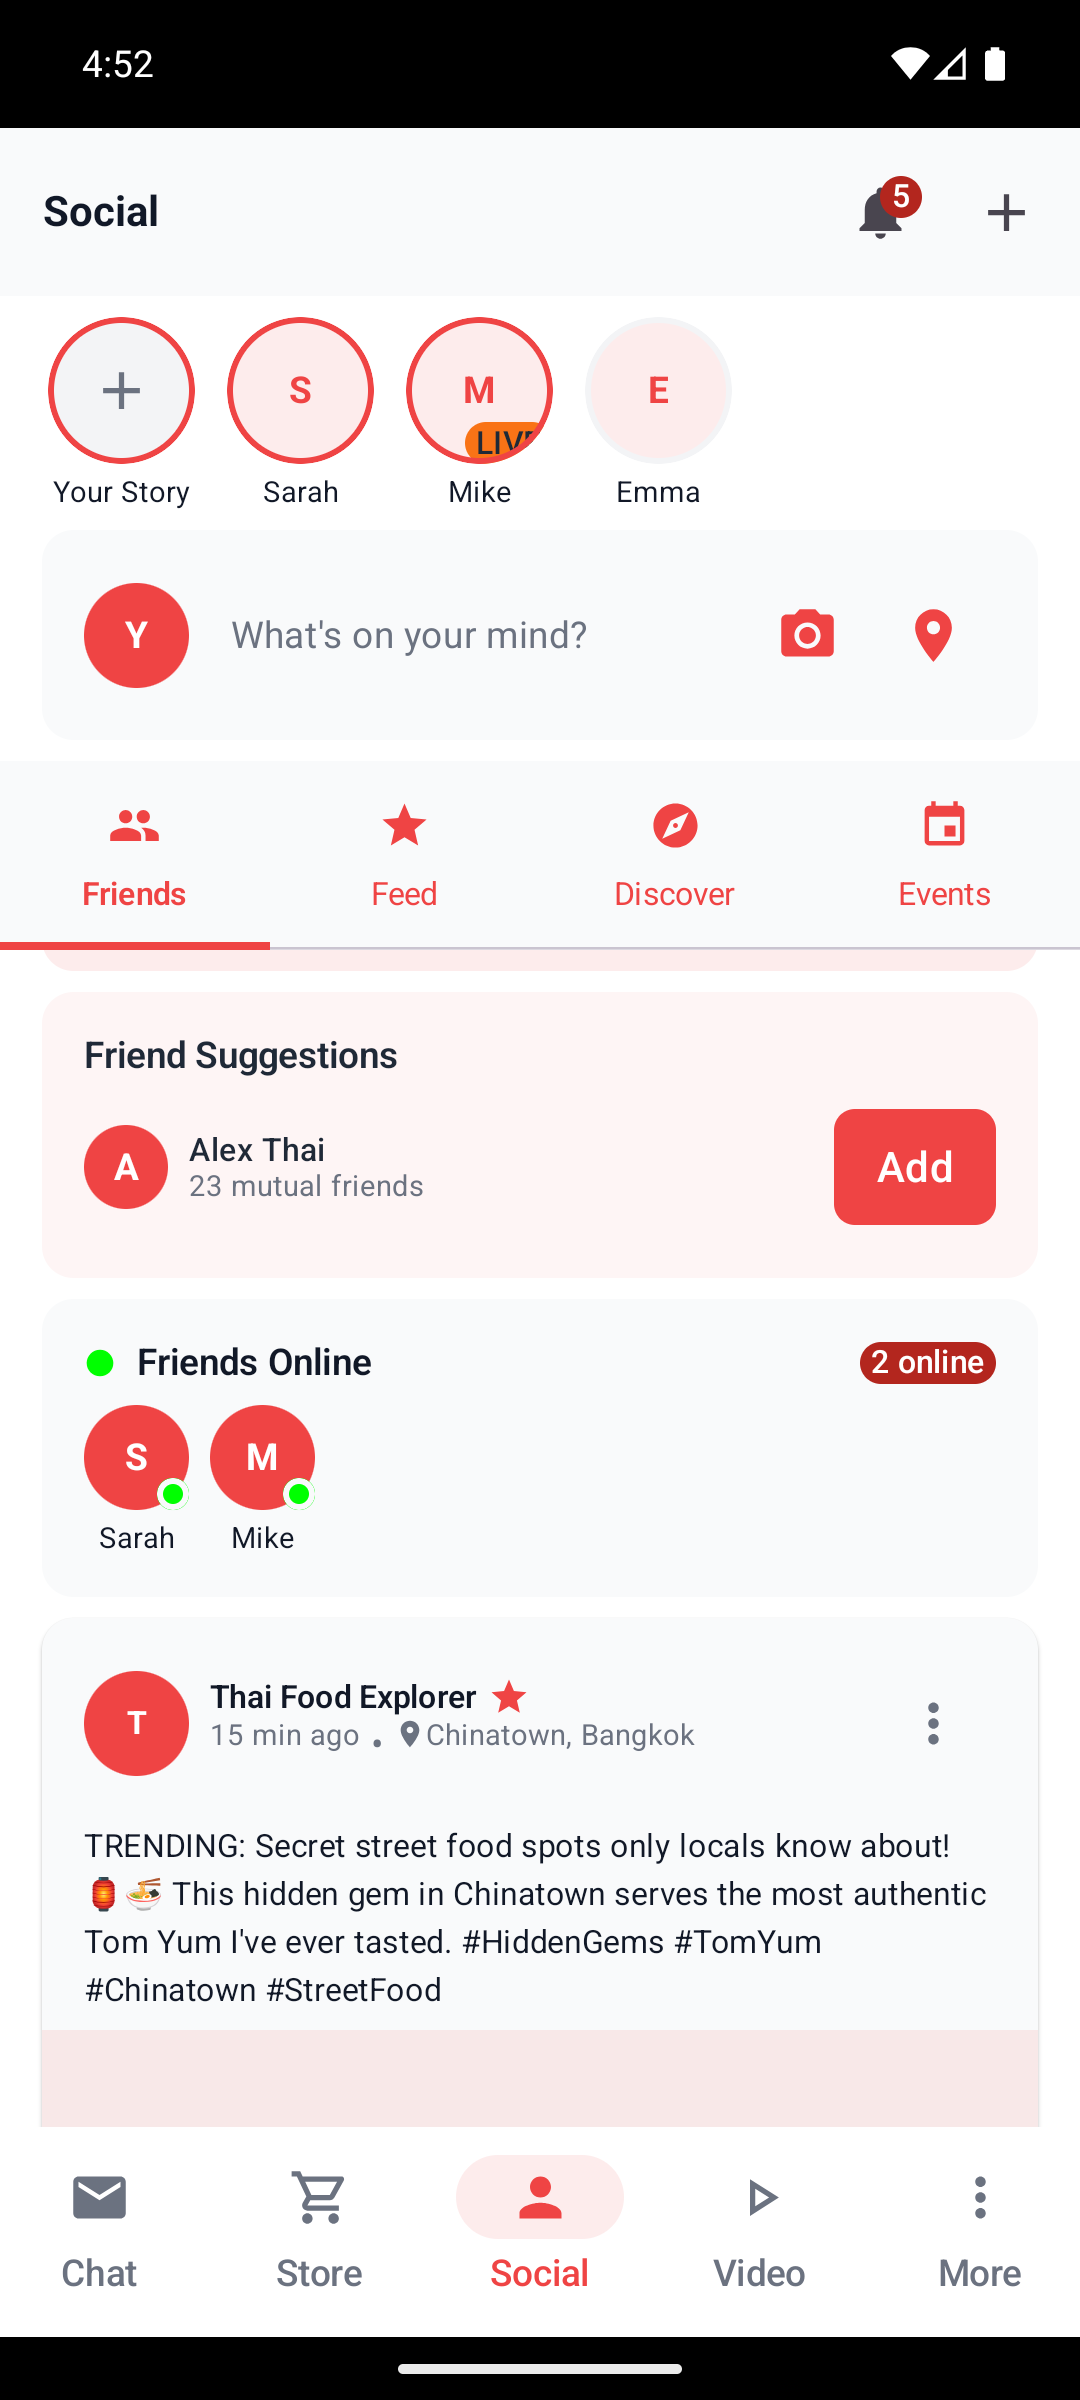 4:52
Social
5
S
M
E
LIVE
Your Story
Sarah
Mike
Emma
Y
What's on your mind?
Friends
Feed
Discover
Events
Friend Suggestions
A
Alex Thai
23 mutual friends
Add
Friends Online
2 online
S
M
Sarah
Mike
T
Thai Food Explorer
15 min ago • Chinatown, Bangkok
TRENDING: Secret street food spots only locals know about!
🏮🍜 This hidden gem in Chinatown serves the most authentic
Tom Yum I've ever tasted. #HiddenGems #TomYum
#Chinatown #StreetFood
Chat
Store
Social
Video
More